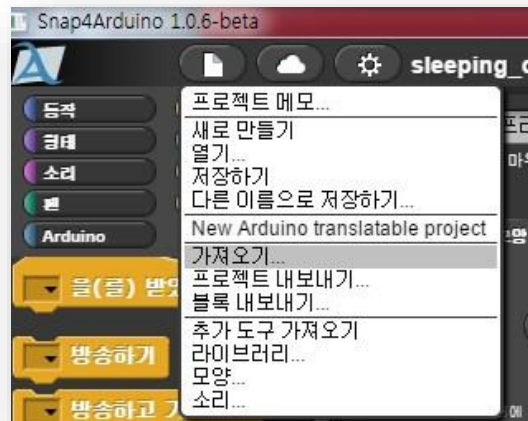 Snap4Arduino 1.0.6-beta
sleeping_
프로젝트 메모...
새로 만들기
열기...
저장하기
다른 이름으로 저장하기...
New Arduino translatable project
가져오기...
프로젝트 내보내기...
블록 내보내기...
추가 도구 가져오기
라이브러리...
모양...
소리...
동작
형태
소리
펜
Arduino
을(를) 받았
방송하기
방송하고